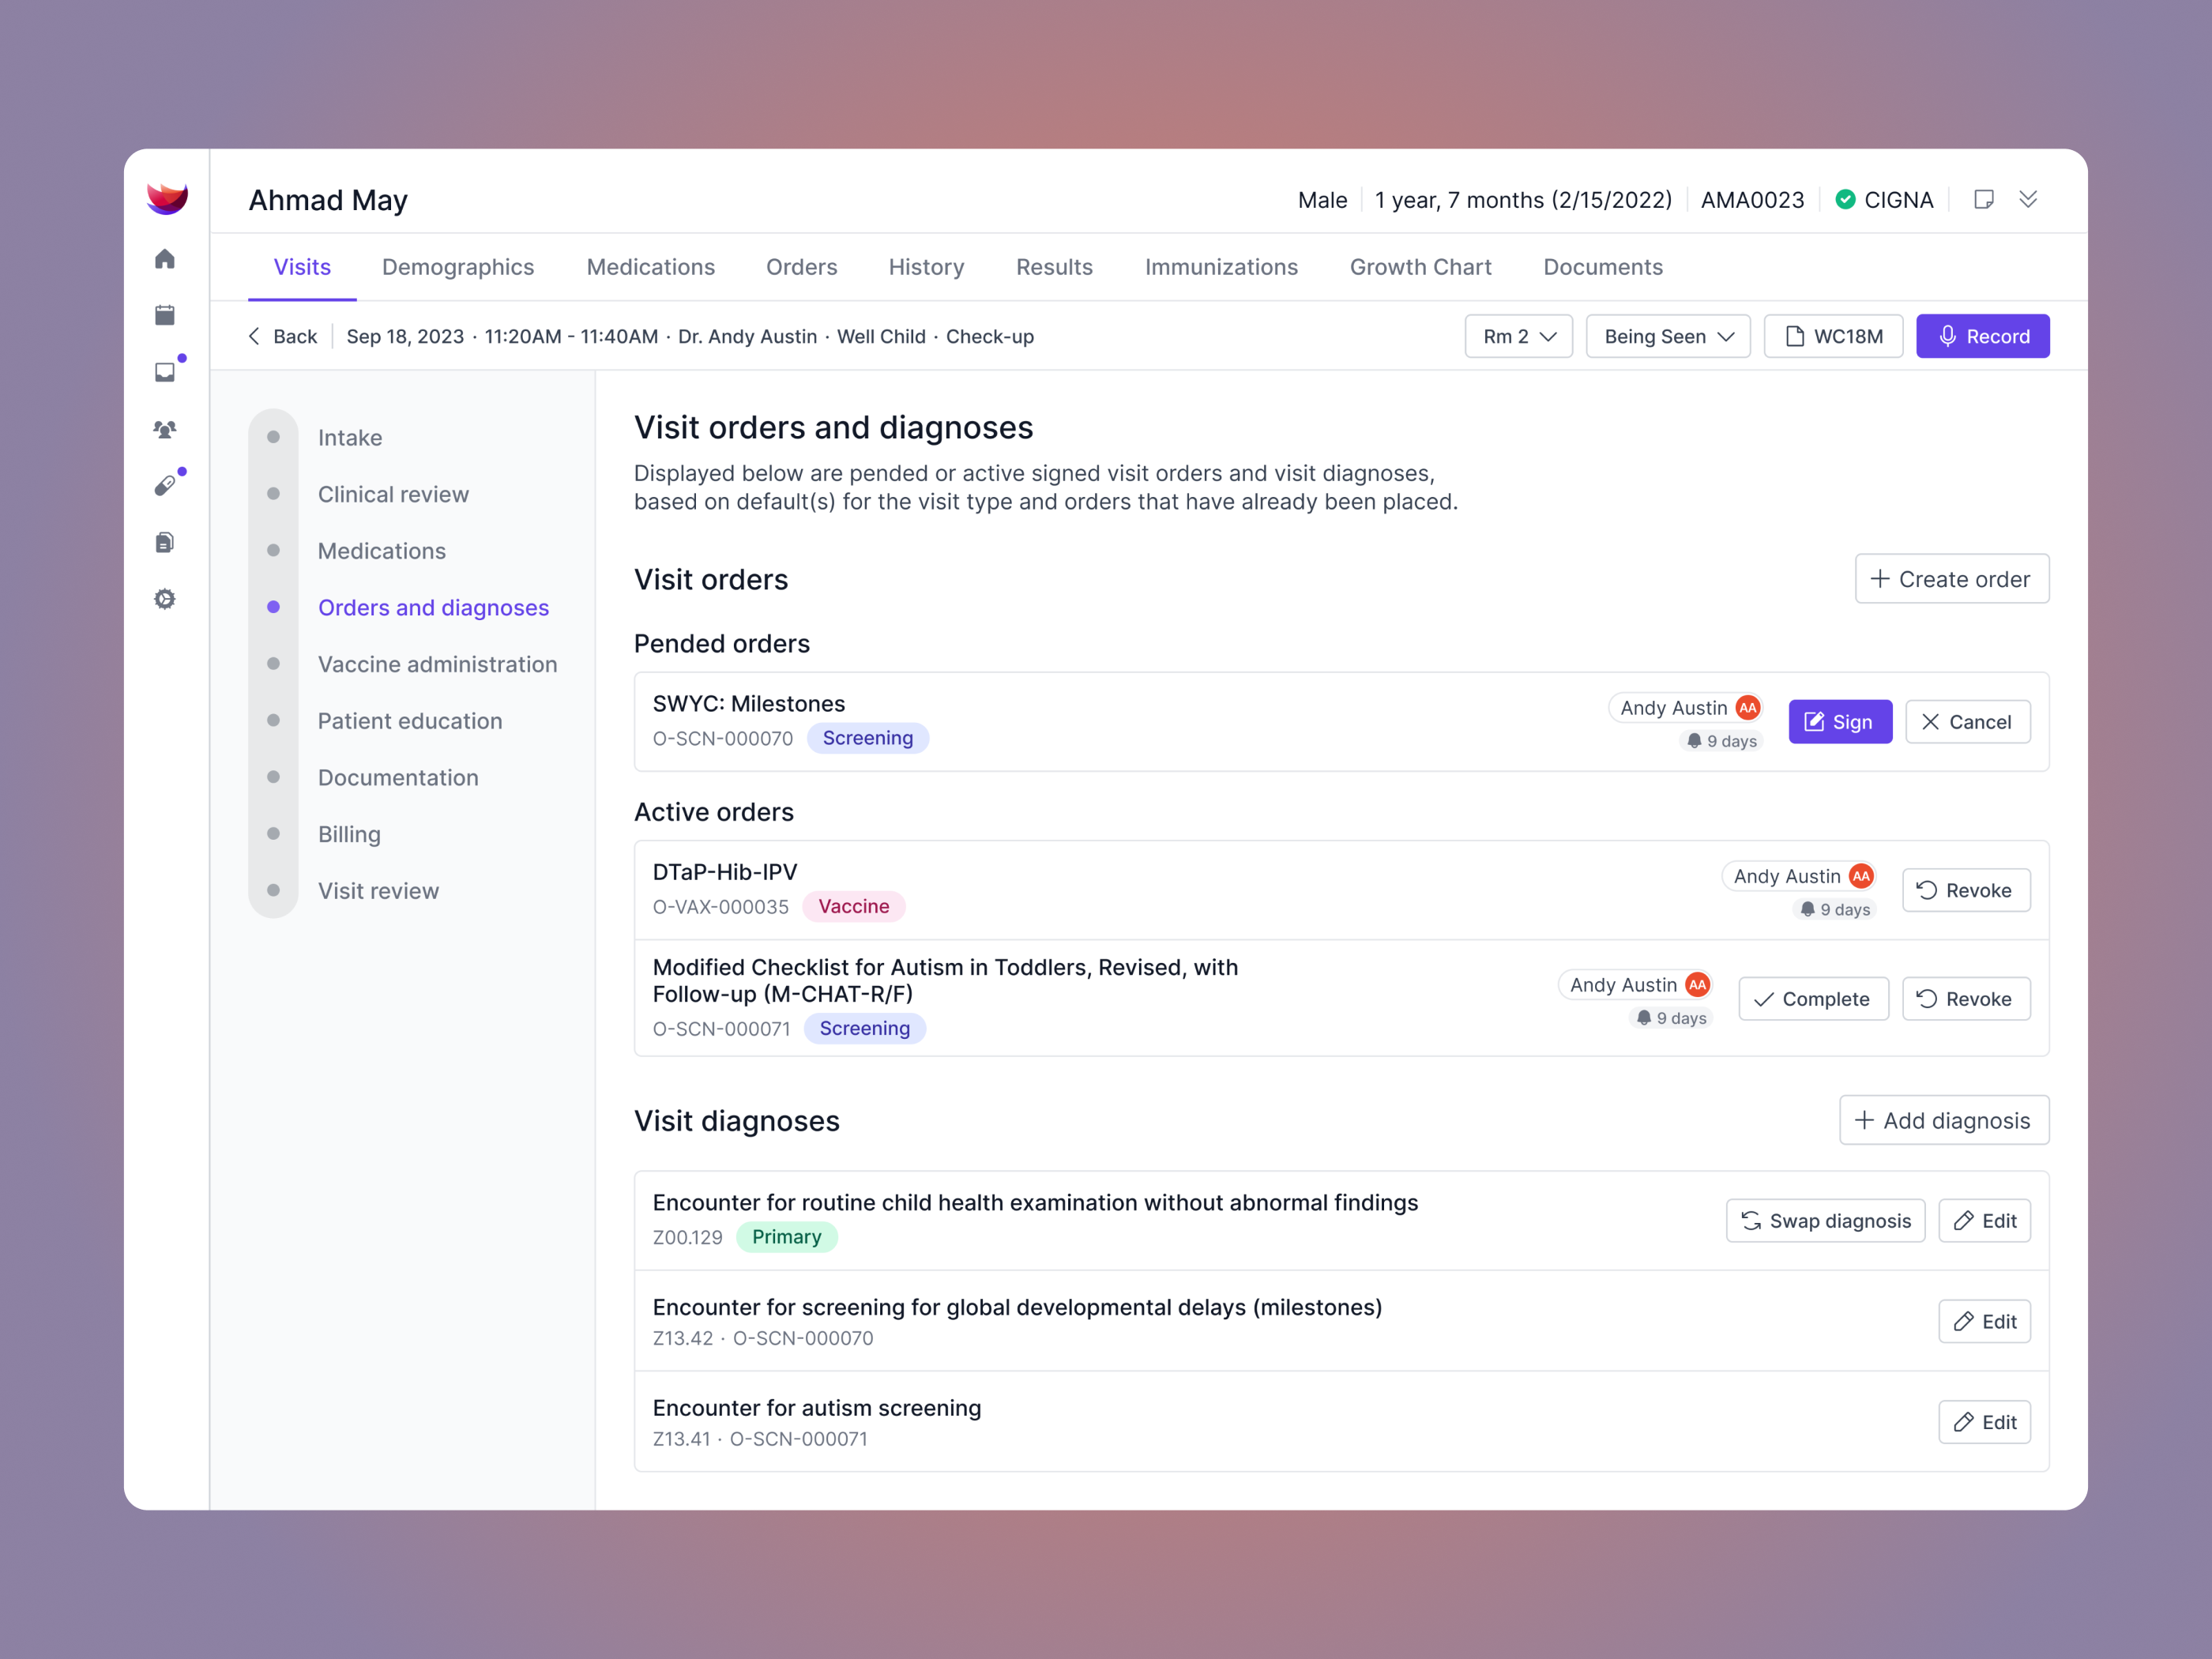 Ahmad May
Male
1 year, 7 months (2/15/2022)
AMA0023
CIGNA
Visits
Demographics
Medications
Orders
History
Results
Immunizations
Growth Chart
Documents
Back
Sep 18, 2023 · 11:20AM - 11:40AM · Dr. Andy Austin · Well Child · Check-up
Rm 2
Being Seen
WC18M
Record
Intake
Clinical review
Medications
Orders and diagnoses
Vaccine administration
Patient education
Documentation
Billing
Visit review
Visit orders and diagnoses
Displayed below are pended or active signed visit orders and visit diagnoses,
based on default(s) for the visit type and orders that have already been placed.
Visit orders
Create order
Pended orders
SWYC: Milestones
O-SCN-000070
Screening
Andy Austin
AA
9 days
Sign
Cancel
Active orders
DTaP-Hib-IPV
O-VAX-000035
Vaccine
Andy Austin
AA
9 days
Revoke
Modified Checklist for Autism in Toddlers, Revised, with
Follow-up (M-CHAT-R/F)
O-SCN-000071
Screening
Andy Austin
AA
9 days
Complete
Revoke
Visit diagnoses
Add diagnosis
Encounter for routine child health examination without abnormal findings
Z00.129
Primary
Swap diagnosis
Edit
Encounter for screening for global developmental delays (milestones)
Z13.42 · O-SCN-000070
Edit
Encounter for autism screening
Z13.41 · O-SCN-000071
Edit